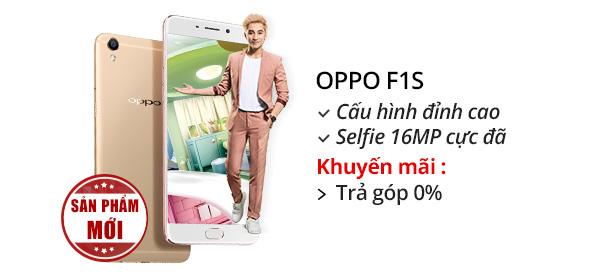 oppo
SẢN PHẨM
MỚI
OPPO F1S
Cấu hình đỉnh cao
Selfie 16MP cực đã
Khuyến mãi :
> Trả góp 0%